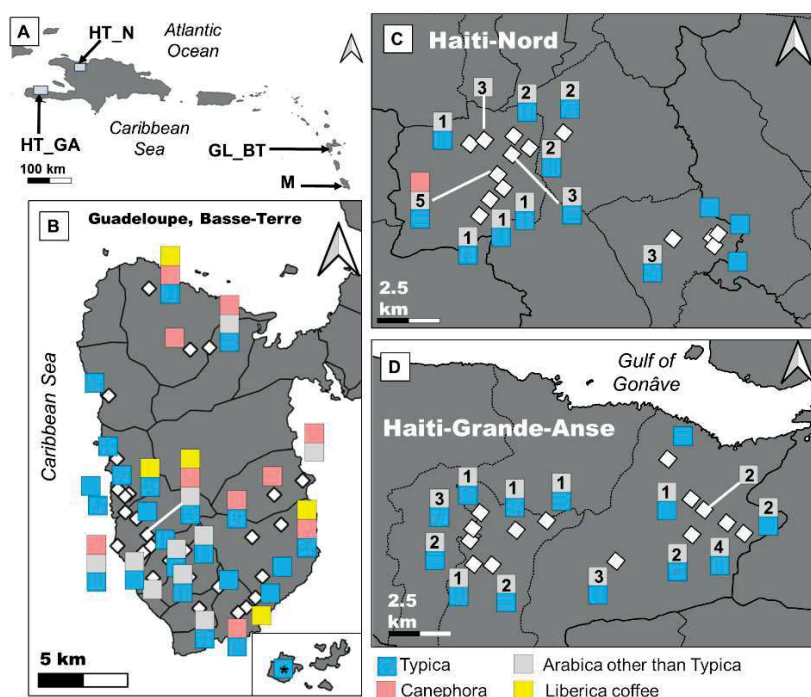 A
HT_N
Atlantic
Ocean
Caribbean
Sea
HT_GA
GL_BT
M
100 km
B
Guadeloupe, Basse-Terre
Caribbean Sea
5 km
*
C
Haiti-Nord
3
2
2
1
2
5
3
1
1
1
3
2.5
km
D
Gulf of
Gonâve
Haiti-Grande-Anse
1
1
1
3
2
1
2
1
2
2
4
3
2.5
km
Typica
Arabica other than Typica
Canephora
Liberica coffee